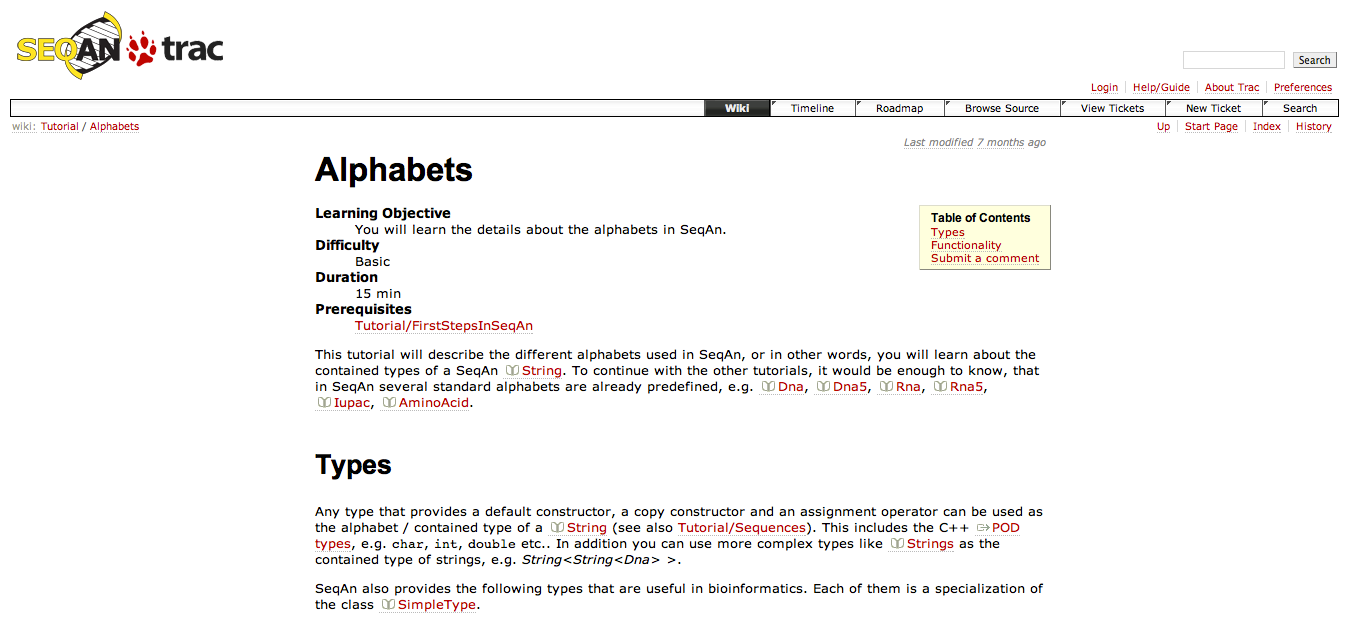 SEQAN trac
Search
Login Help/Guide About Trac Preferences
Wiki Timeline Roadmap Browse Source View Tickets New Ticket Search
wiki: Tutorial / Alphabets
Up Start Page Index History
Last modified 7 months ago
Alphabets
Learning Objective
You will learn the details about the alphabets in SeqAn.
Difficulty
Basic
Duration
15 min
Prerequisites
Tutorial/FirstStepsInSeqAn
Table of Contents
Types
Functionality
Submit a comment
This tutorial will describe the different alphabets used in SeqAn, or in other words, you will learn about the
contained types of a SeqAn String. To continue with the other tutorials, it would be enough to know, that
in SeqAn several standard alphabets are already predefined, e.g. Dna, Dna5, Rna, Rna5,
Iupac, AminoAcid.
Types
Any type that provides a default constructor, a copy constructor and an assignment operator can be used as
the alphabet / contained type of a String (see also Tutorial/Sequences). This includes the C++ POD
types, e.g. char, int, double etc.. In addition you can use more complex types like Strings as the
contained type of strings, e.g. String<String<Dna> >.
SeqAn also provides the following types that are useful in bioinformatics. Each of them is a specialization of
the class SimpleType.